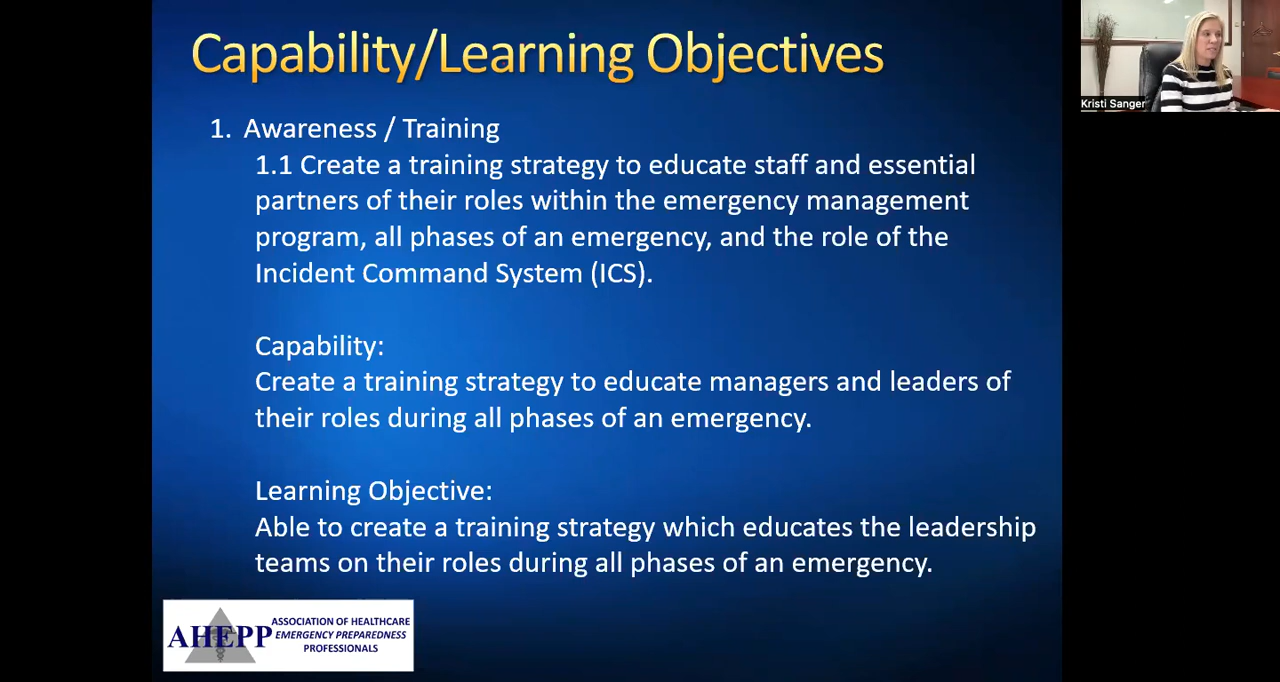 Capability/Learning Objectives
1. Awareness / Training
1.1 Create a training strategy to educate staff and essential
partners of their roles within the emergency management
program, all phases of an emergency, and the role of the
Incident Command System (ICS).
Capability:
Create a training strategy to educate managers and leaders of
their roles during all phases of an emergency.
Learning Objective:
Able to create a training strategy which educates the leadership
teams on their roles during all phases of an emergency.
AHEPP
ASSOCIATION OF HEALTHCARE
EMERGENCY PREPAREDNESS
PROFESSIONALS
Kristi Sanger